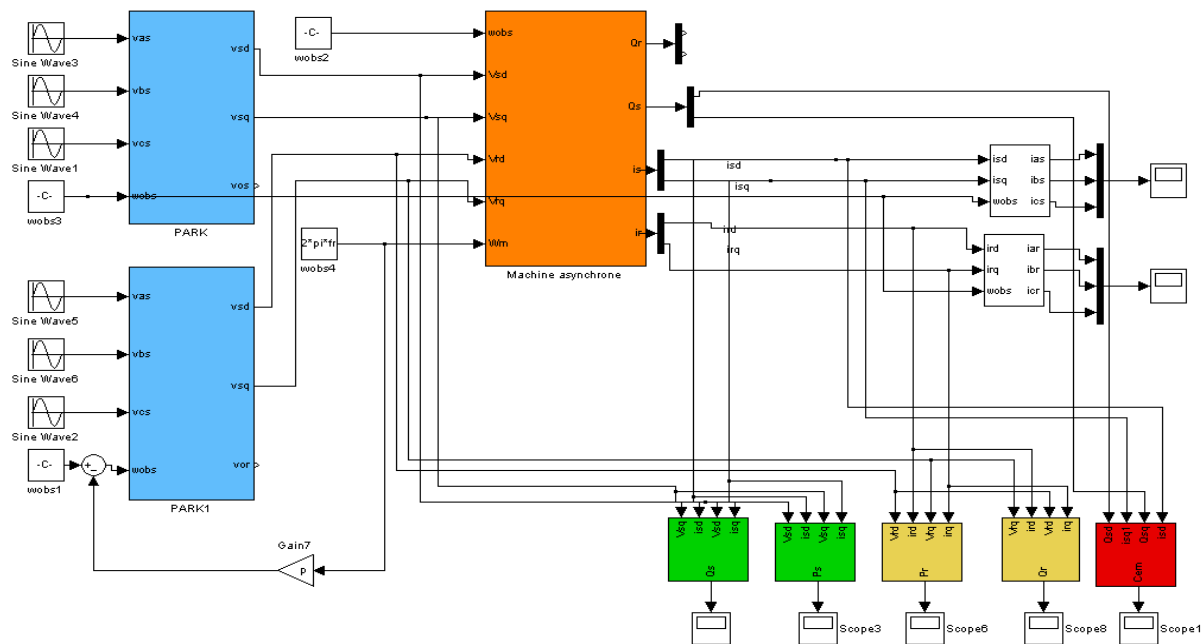 vas
vsd
Sine Wave3
vbs
Sine Wave4
vsq
vcs
Sine Wave1
vos
-C-
wobs
wobs3
PARK
-C-
wobs2
wobs
Vsd
Vsq
Vrd
Vrq
Wm
Qr
Qs
is
ir
Machine asynchrone
2*pi*fr
wobs4
isd
isq
ird
irq
isd
isq
wobs
ias
ibs
ics
ird
irq
wobs
iar
ibr
icr
vas
vsd
Sine Wave5
vbs
Sine Wave6
vsq
vcs
Sine Wave2
vor
-C-
wobs
wobs1
PARK1
Gain7
P
Vsq
isd
Vsd
isq
Qs
Vsd
isd
Vsq
isq
Ps
Vrd
ird
Vrq
irq
Pr
Vrq
ird
Vrd
irq
Qr
Qsd
isq1
Qsq
isd
Cem
Scope3
Scope6
Scope8
Scope1